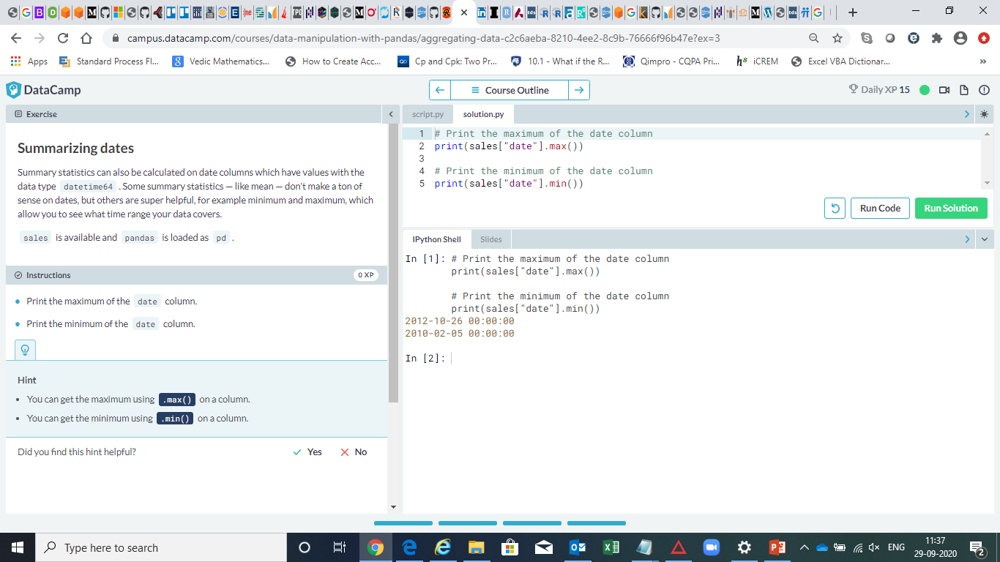 campus.datacamp.com/courses/data-manipulation-with-pandas/aggregating-data-c2c6aeba-8210-4ee2-8c9b-76666f96b47e?ex=3
Apps Standard Process Fl... Vedic Mathematics... How to Create Acc... Cp and Cpk: Two Pr... 10.1 - What if the R... Qimpro - CQPA Pri... iCREM Excel VBA Dictionar... »
DataCamp
Course Outline
Daily XP 15
Exercise
Summarizing dates
Summary statistics can also be calculated on date columns which have values with the
data type datetime64 . Some summary statistics — like mean — don't make a ton of
sense on dates, but others are super helpful, for example minimum and maximum, which
allow you to see what time range your data covers.
sales is available and pandas is loaded as pd .
Instructions
0 XP
Print the maximum of the date column.
Print the minimum of the date column.
Hint
You can get the maximum using .max() on a column.
You can get the minimum using .min() on a column.
Did you find this hint helpful? Yes No
script.py solution.py
1 # Print the maximum of the date column
2 print(sales["date"].max())
3
4 # Print the minimum of the date column
5 print(sales["date"].min())
Run Code Run Solution
IPython Shell Slides
In [1]: # Print the maximum of the date column
print(sales["date"].max())
# Print the minimum of the date column
print(sales["date"].min())
2012-10-26 00:00:00
2010-02-05 00:00:00
In [2]:
Type here to search
ENG
11:37
29-09-2020
2